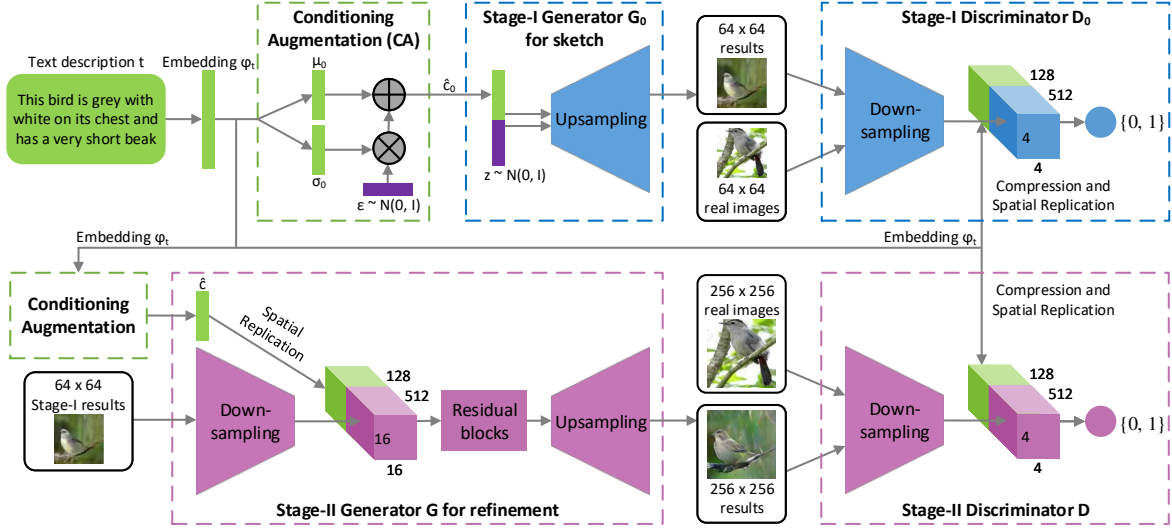 Conditioning
Augmentation (CA)
Stage-I Generator G₀
for sketch
Stage-I Discriminator D₀
Text description t
Embedding φₜ
This bird is grey with
white on its chest and
has a very short beak
μ₀
σ₀
ε ~ N(0, I)
ĉ₀
z ~ N(0, I)
Upsampling
64 x 64
results
64 x 64
real images
Down-
sampling
128
512
4
4
{0, 1}
Compression and
Spatial Replication
Embedding φₜ
Embedding φₜ
Conditioning
Augmentation
64 x 64
Stage-I results
ĉ
Spatial
Replication
Down-
sampling
128
512
16
16
Residual
blocks
Upsampling
Stage-II Generator G for refinement
256 x 256
real images
256 x 256
results
Compression and
Spatial Replication
Down-
sampling
128
512
4
4
{0, 1}
Stage-II Discriminator D